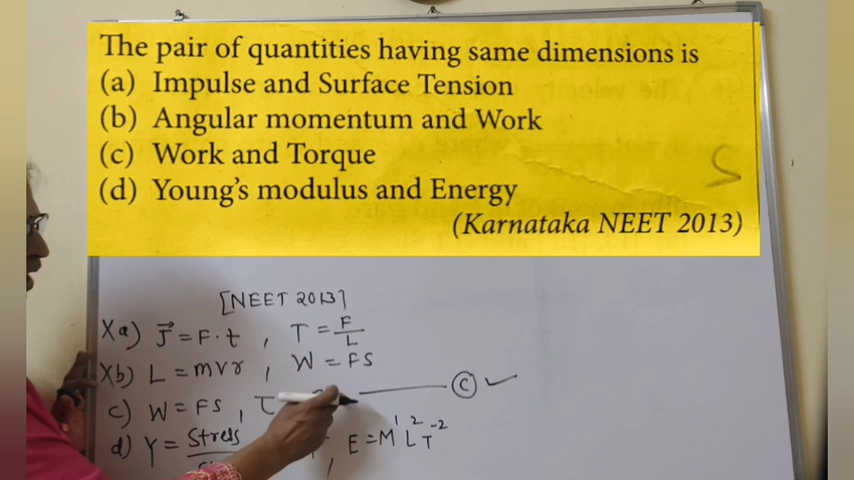 The pair of quantities having same dimensions is
(a) Impulse and Surface Tension
(b) Angular momentum and Work
(c) Work and Torque
(d) Young's modulus and Energy
(Karnataka NEET 2013)
[NEET 2013]
X a) J⃗ = F·t , T = F/L
X b) L = mvr , W = FS
c) W = FS , τ ——— (C) ✓
d) Y = Stress , E = M¹ L² T⁻²